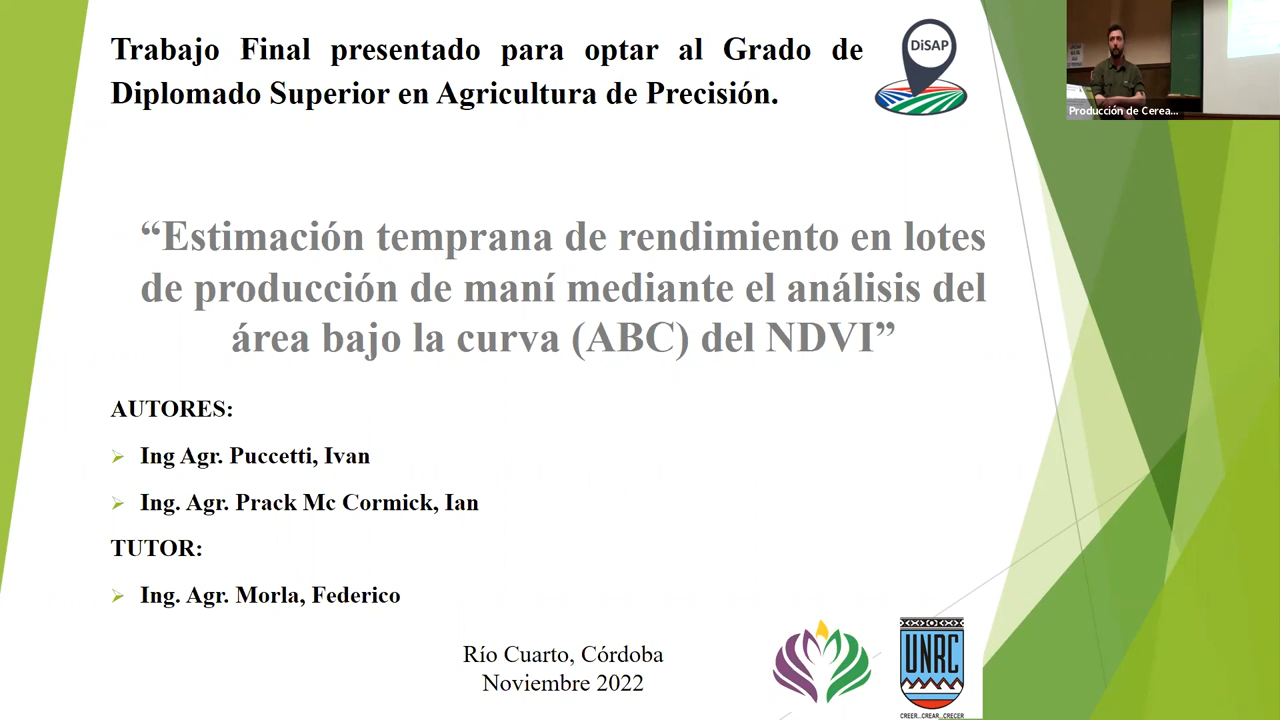 Trabajo Final presentado para optar al Grado de
Diplomado Superior en Agricultura de Precisión.
DiSAP
Producción de Cerea...
“Estimación temprana de rendimiento en lotes
de producción de maní mediante el análisis del
área bajo la curva (ABC) del NDVI”
AUTORES:
Ing Agr. Puccetti, Ivan
Ing. Agr. Prack Mc Cormick, Ian
TUTOR:
Ing. Agr. Morla, Federico
Río Cuarto, Córdoba
Noviembre 2022
UNRC
CREER...CREAR...CRECER